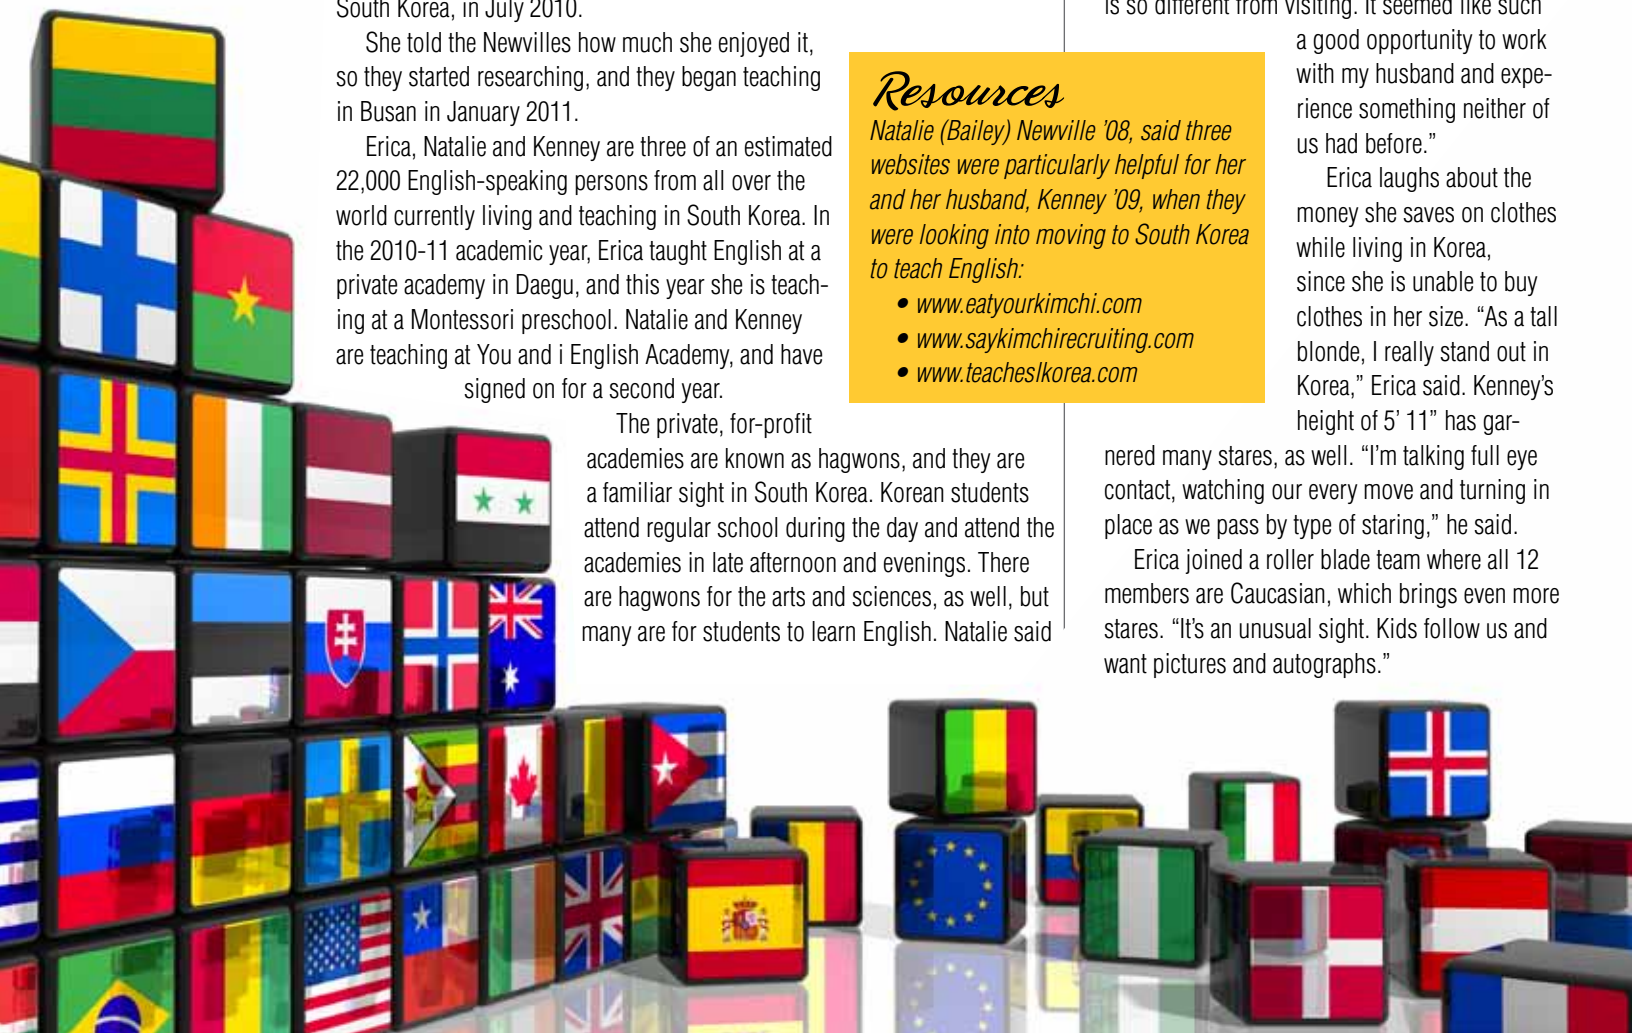 South Korea, in July 2010.
She told the Newvilles how much she enjoyed it,
so they started researching, and they began teaching
in Busan in January 2011.
Erica, Natalie and Kenney are three of an estimated
22,000 English-speaking persons from all over the
world currently living and teaching in South Korea. In
the 2010-11 academic year, Erica taught English at a
private academy in Daegu, and this year she is teach-
ing at a Montessori preschool. Natalie and Kenney
are teaching at You and i English Academy, and have
signed on for a second year.
The private, for-profit
academies are known as hagwons, and they are
a familiar sight in South Korea. Korean students
attend regular school during the day and attend the
academies in late afternoon and evenings. There
are hagwons for the arts and sciences, as well, but
many are for students to learn English. Natalie said
Resources
Natalie (Bailey) Newville ’08, said three
websites were particularly helpful for her
and her husband, Kenney ’09, when they
were looking into moving to South Korea
to teach English:
• www.eatyourkimchi.com
• www.saykimchirecruiting.com
• www.teacheslkorea.com
is so different from visiting. It seemed like such
a good opportunity to work
with my husband and expe-
rience something neither of
us had before.”
Erica laughs about the
money she saves on clothes
while living in Korea,
since she is unable to buy
clothes in her size. “As a tall
blonde, I really stand out in
Korea,” Erica said. Kenney’s
height of 5’ 11” has gar-
nered many stares, as well. “I’m talking full eye
contact, watching our every move and turning in
place as we pass by type of staring,” he said.
Erica joined a roller blade team where all 12
members are Caucasian, which brings even more
stares. “It’s an unusual sight. Kids follow us and
want pictures and autographs.”